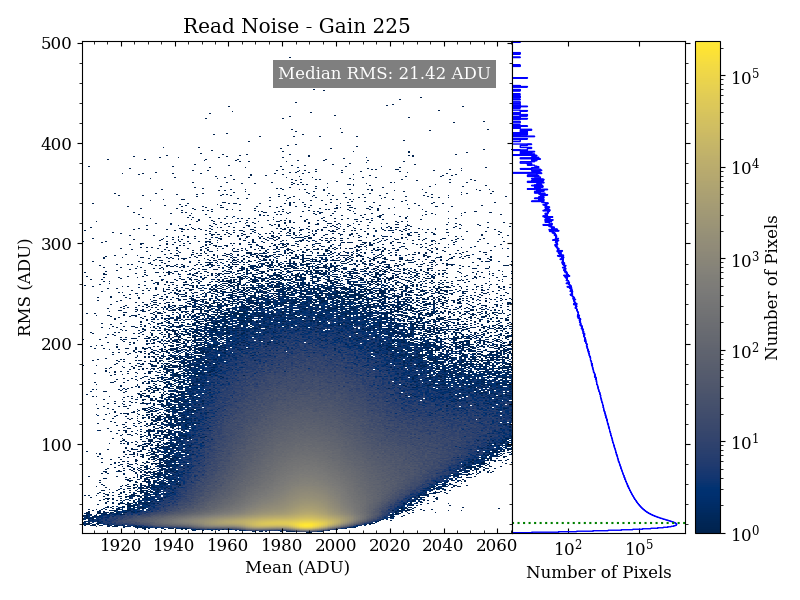 Read Noise - Gain 225
Median RMS: 21.42 ADU
500
400
300
200
100
RMS (ADU)
1920 1940 1960 1980 2000 2020 2040 2060
Mean (ADU)
10^2 10^5
Number of Pixels
10^5
10^4
10^3
10^2
10^1
10^0
Number of Pixels